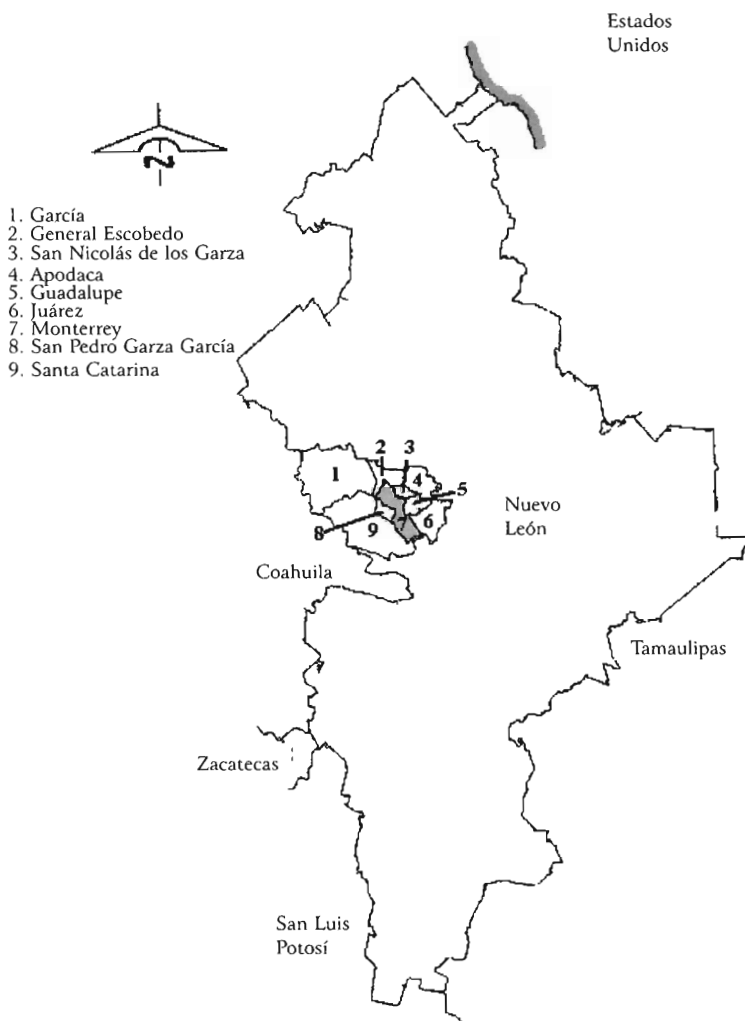 Estados
Unidos
N
1. García
2. General Escobedo
3. San Nicolás de los Garza
4. Apodaca
5. Guadalupe
6. Juárez
7. Monterrey
8. San Pedro Garza García
9. Santa Catarina
2 3
1 4
5
Nuevo
León
6
7
8 9
Coahuila
Tamaulipas
Zacatecas
San Luis
Potosí